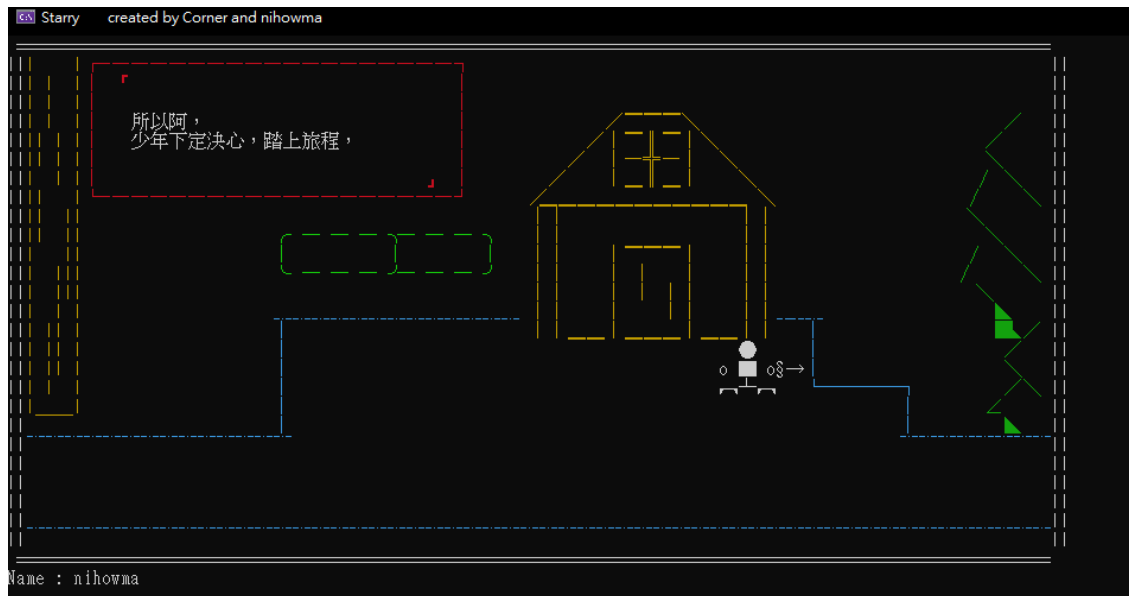 Starry created by Corner and nihowma
「
所以阿，
少年下定決心，踏上旅程，
」
o o§→
Name : nihowma